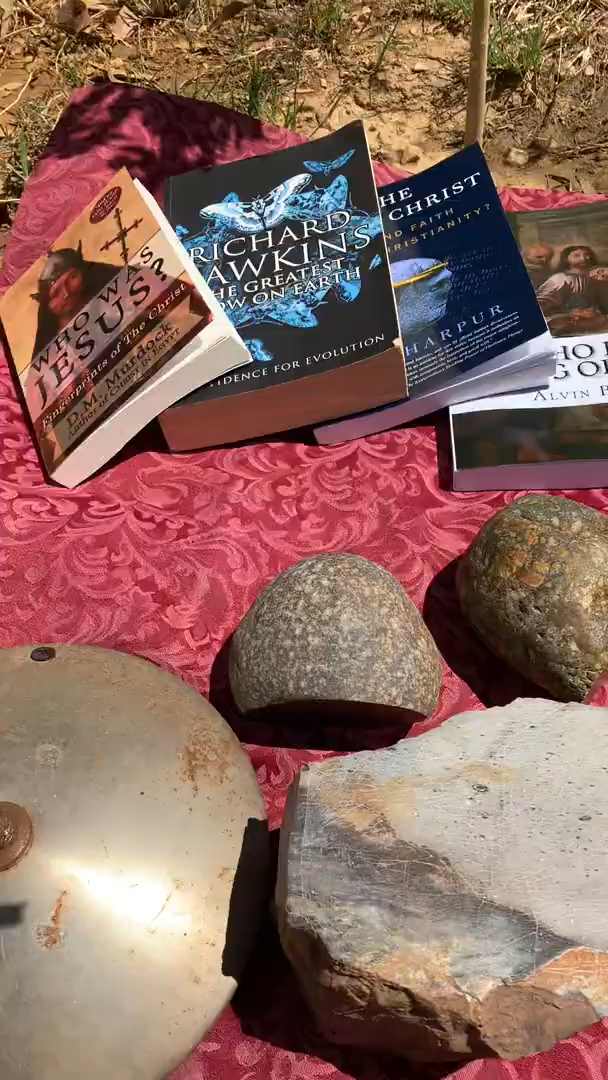 WHO WAS
JESUS?
Fingerprints of The Christ
D.M. Murdock
RICHARD
AWKINS
HE GREATEST
OW ON EARTH
IDENCE FOR EVOLUTION
HE
CHRIST
ND FAITH
RISTIANITY?
HARPUR
HO
G O
ALVIN